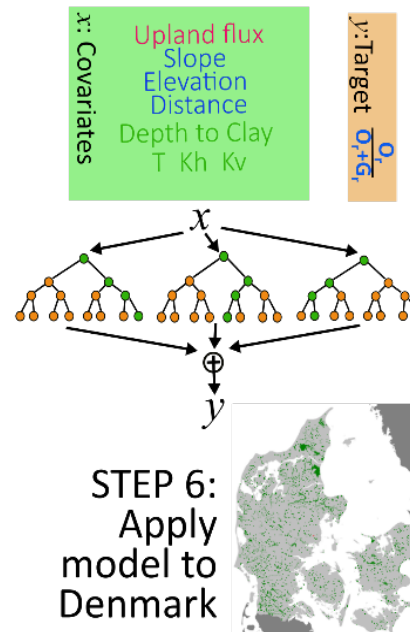 x: Covariates
Upland flux
Slope
Elevation
Distance
Depth to Clay
T Kh Kv
y: Target
Oᵣ
Oᵣ+Gᵣ
x
y
STEP 6:
Apply
model to
Denmark